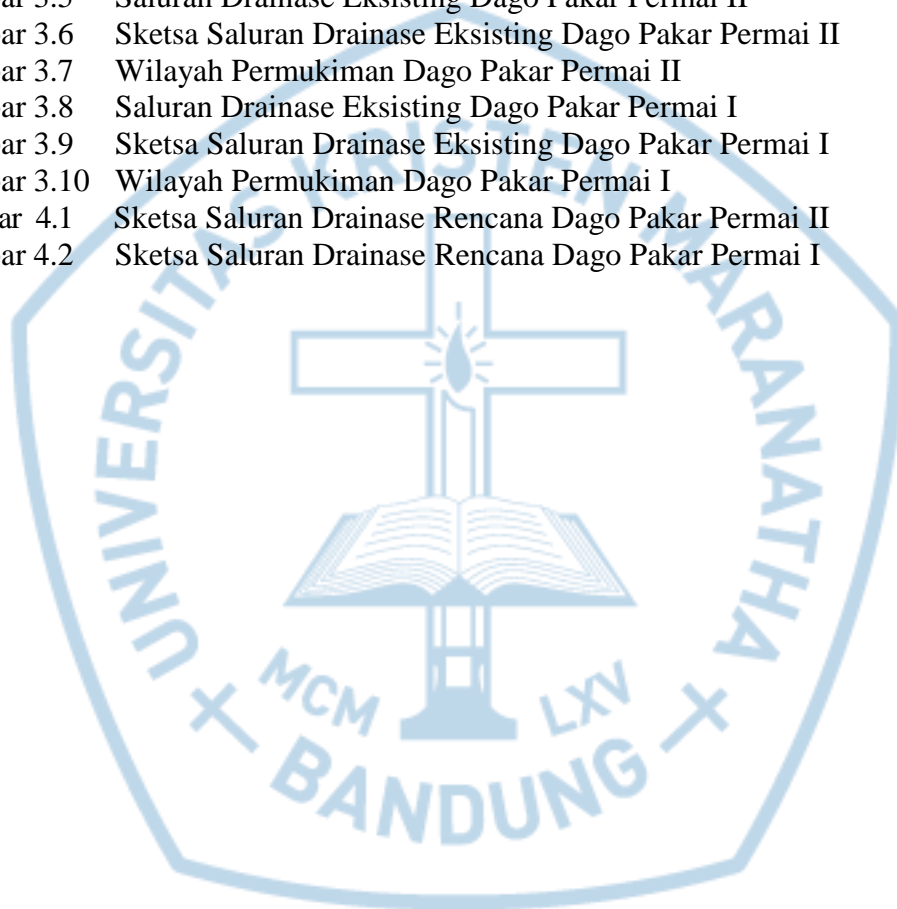 ar 3.5 Saluran Drainase Eksisting Dago Pakar Permai II
ar 3.6 Sketsa Saluran Drainase Eksisting Dago Pakar Permai II
ar 3.7 Wilayah Permukiman Dago Pakar Permai II
ar 3.8 Saluran Drainase Eksisting Dago Pakar Permai I
ar 3.9 Sketsa Saluran Drainase Eksisting Dago Pakar Permai I
ar 3.10 Wilayah Permukiman Dago Pakar Permai I
ar 4.1 Sketsa Saluran Drainase Rencana Dago Pakar Permai II
ar 4.2 Sketsa Saluran Drainase Rencana Dago Pakar Permai I
UNIVERSITAS KRISTEN MARANATHA
MCM LXV
BANDUNG